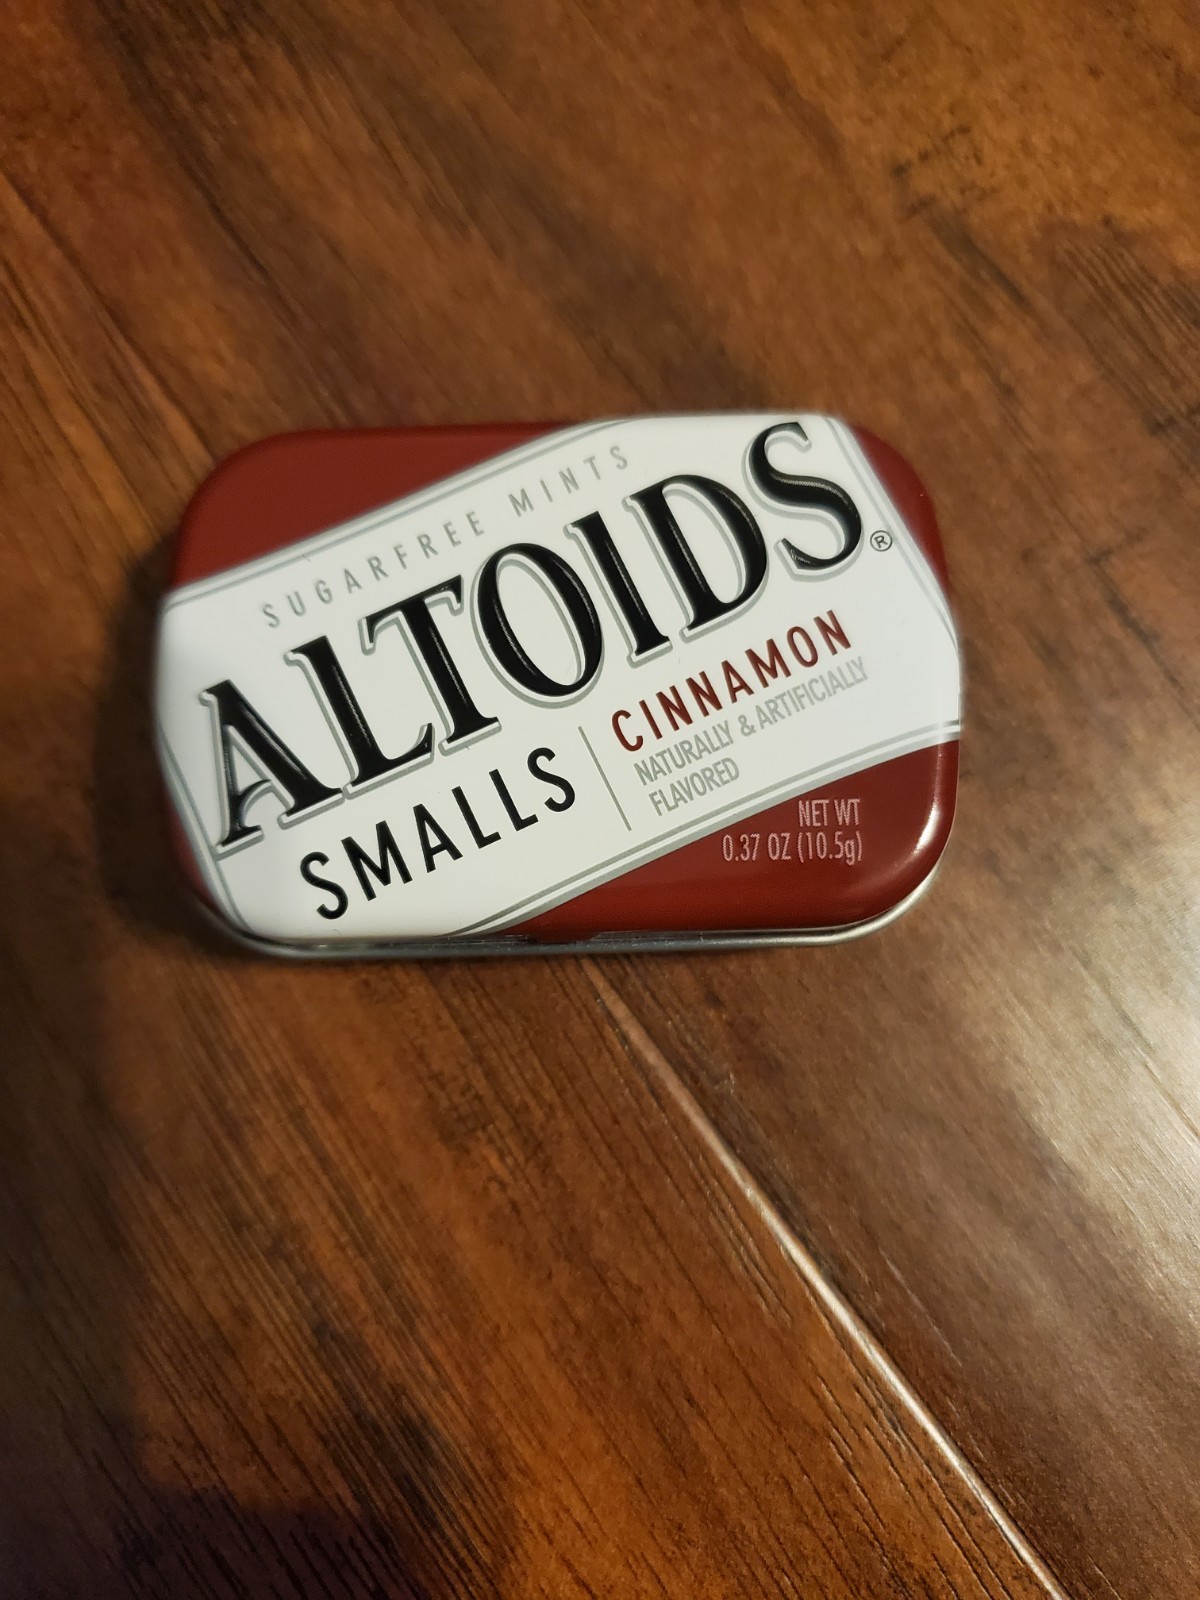 SUGARFREE MINTS
ALTOIDS®
SMALLS
CINNAMON
NATURALLY & ARTIFICIALLY
FLAVORED
NET WT
0.37 OZ (10.5g)